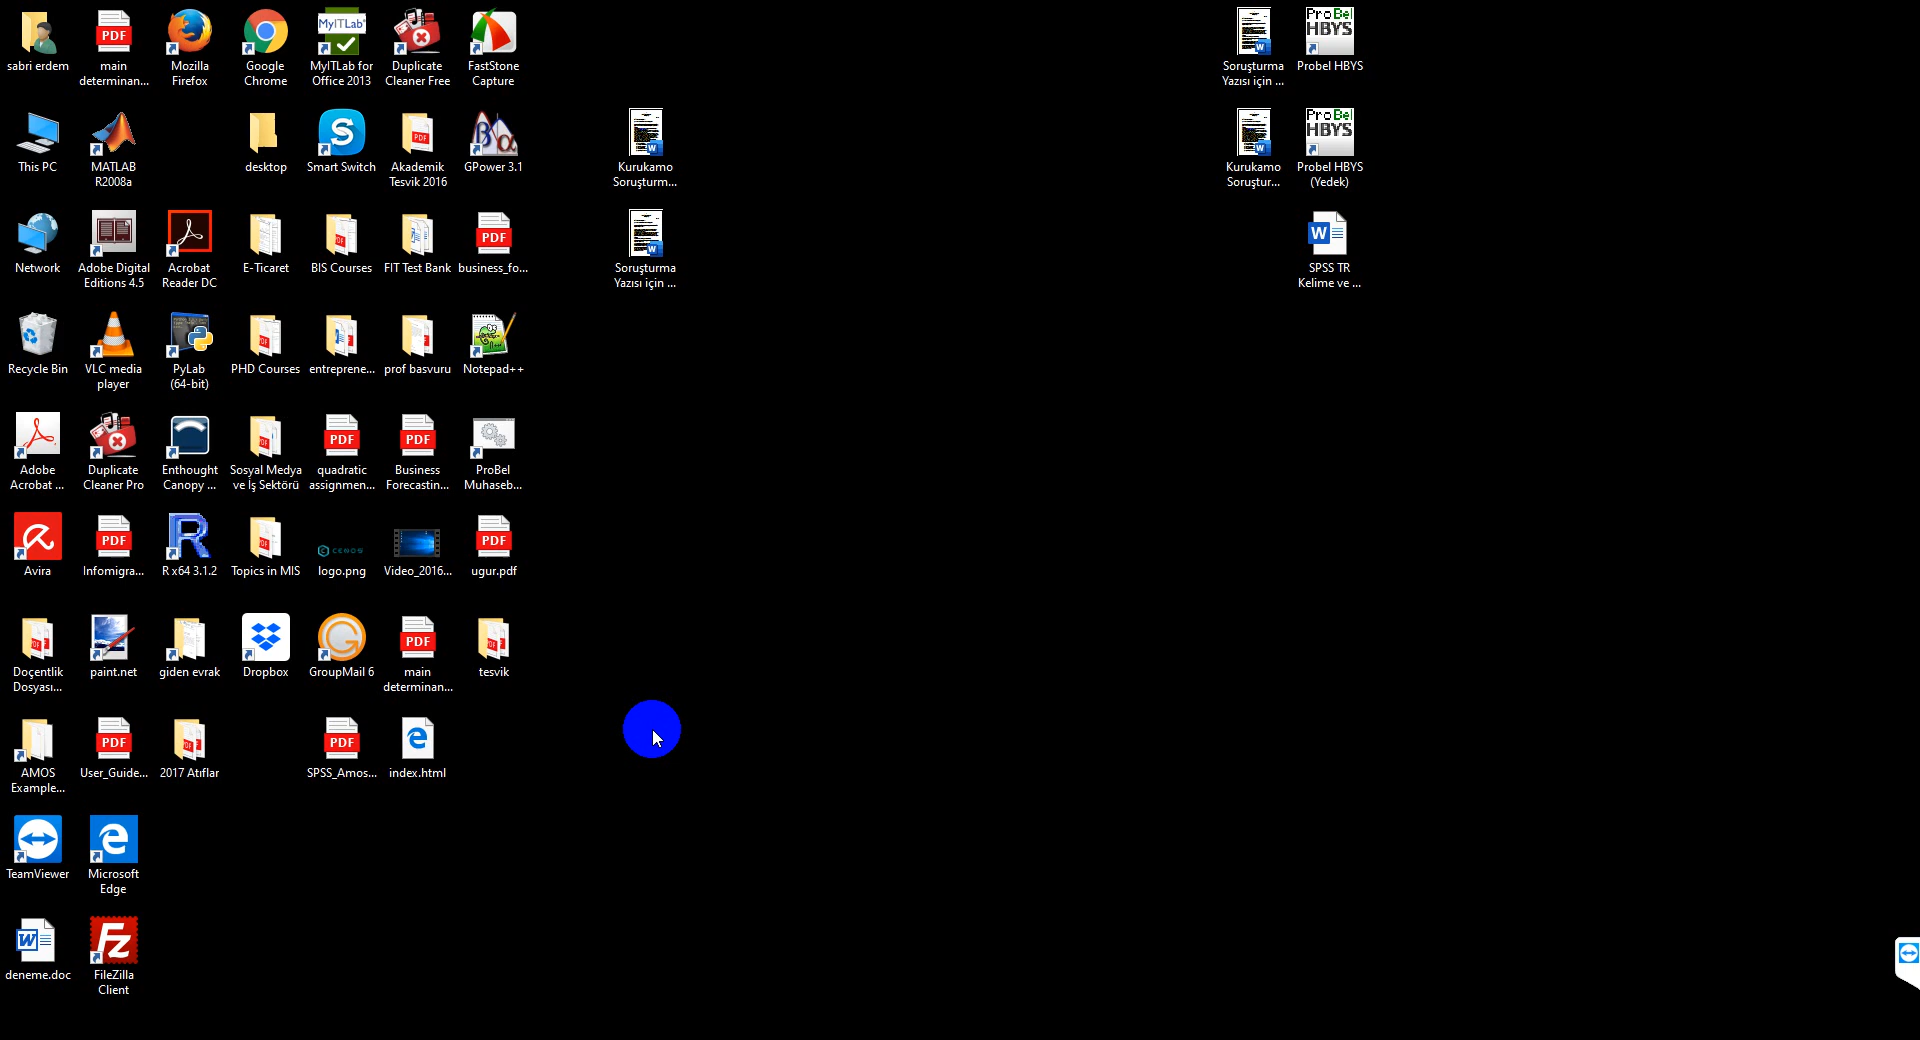 sabri erdem
main
determinan...
Mozilla
Firefox
Google
Chrome
MyITLab
MyITLab for
Office 2013
Duplicate
Cleaner Free
FastStone
Capture
Soruşturma
Yazısı için ...
ProBel
HBYS
Probel HBYS
This PC
MATLAB
R2008a
desktop
Smart Switch
Akademik
Tesvik 2016
GPower 3.1
Kurukamo
Soruşturm...
Kurukamo
Soruştur...
ProBel
HBYS
Probel HBYS
(Yedek)
Network
Adobe Digital
Editions 4.5
Acrobat
Reader DC
E-Ticaret
BIS Courses
FIT Test Bank
business_fo...
Soruşturma
Yazısı için ...
SPSS TR
Kelime ve ...
Recycle Bin
VLC media
player
PyLab
(64-bit)
PHD Courses
entreprene...
prof basvuru
Notepad++
Adobe
Acrobat ...
Duplicate
Cleaner Pro
Enthought
Canopy ...
Sosyal Medya
ve İş Sektörü
quadratic
assignmen...
Business
Forecastin...
ProBel
Muhaseb...
Avira
Infomigra...
R x64 3.1.2
Topics in MIS
logo.png
Video_2016...
ugur.pdf
Doçentlik
Dosyası...
paint.net
giden evrak
Dropbox
GroupMail 6
main
determinan...
tesvik
AMOS
Example...
User_Guide...
2017 Atıflar
SPSS_Amos...
index.html
TeamViewer
Microsoft
Edge
deneme.doc
FileZilla
Client